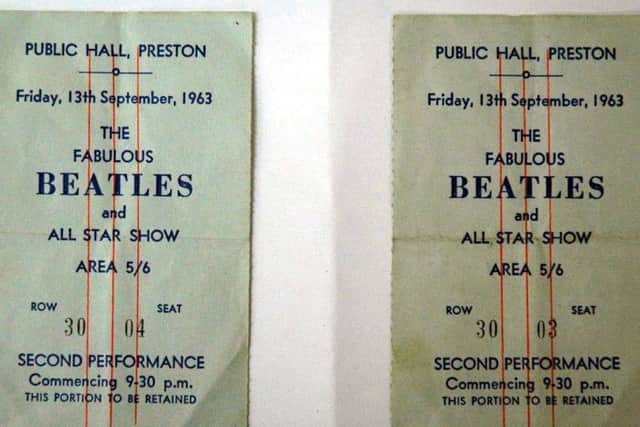 PUBLIC HALL, PRESTON
Friday, 13th September, 1963
THE
FABULOUS
BEATLES
and
ALL STAR SHOW
AREA 5/6
ROW SEAT
30 04
SECOND PERFORMANCE
Commencing 9-30 p.m.
THIS PORTION TO BE RETAINED
PUBLIC HALL, PRESTON
Friday, 13th September, 1963
THE
FABULOUS
BEATLES
and
ALL STAR SHOW
AREA 5/6
ROW SEAT
30 03
SECOND PERFORMANCE
Commencing 9-30 p.m.
THIS PORTION TO BE RETAINED